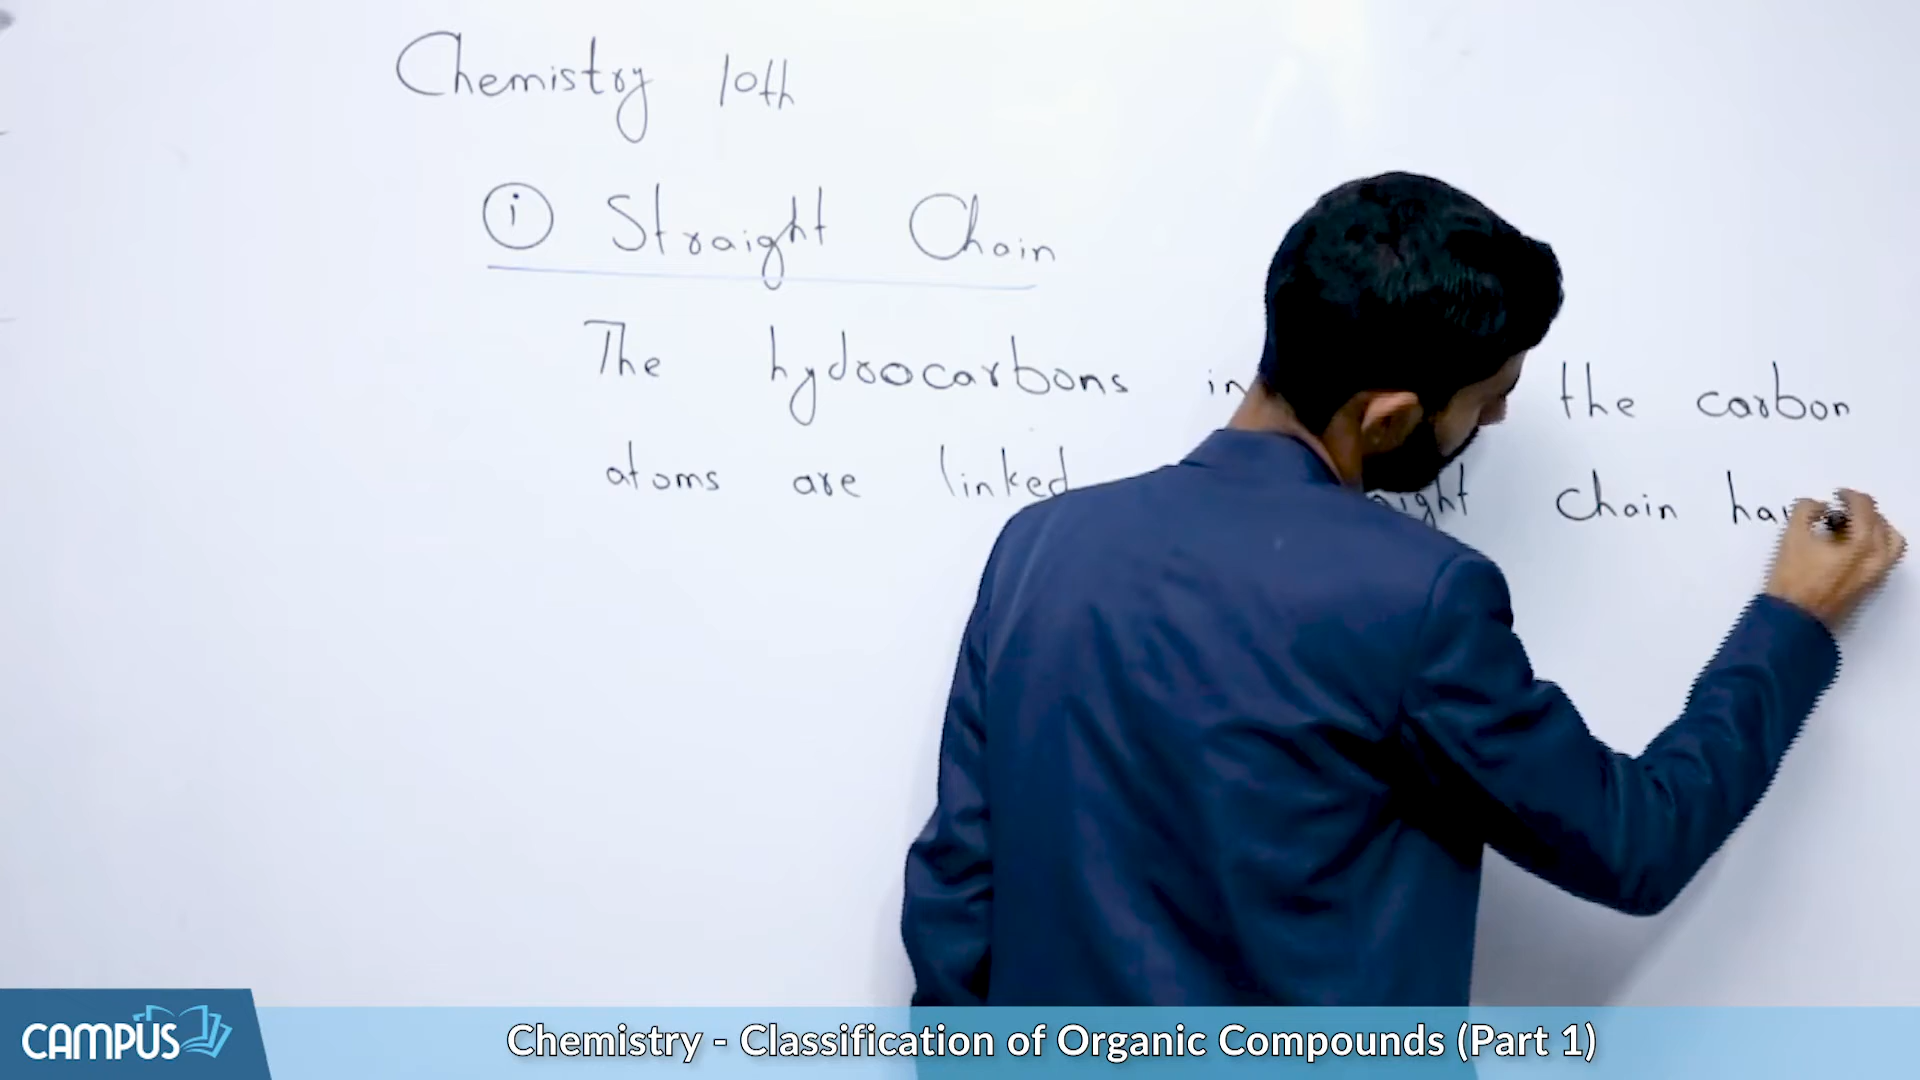 Chemistry 10th
i Straight Chain
The hydrocarbons in the carbon
atoms are linked chain
CAMPUS
Chemistry - Classification of Organic Compounds (Part 1)